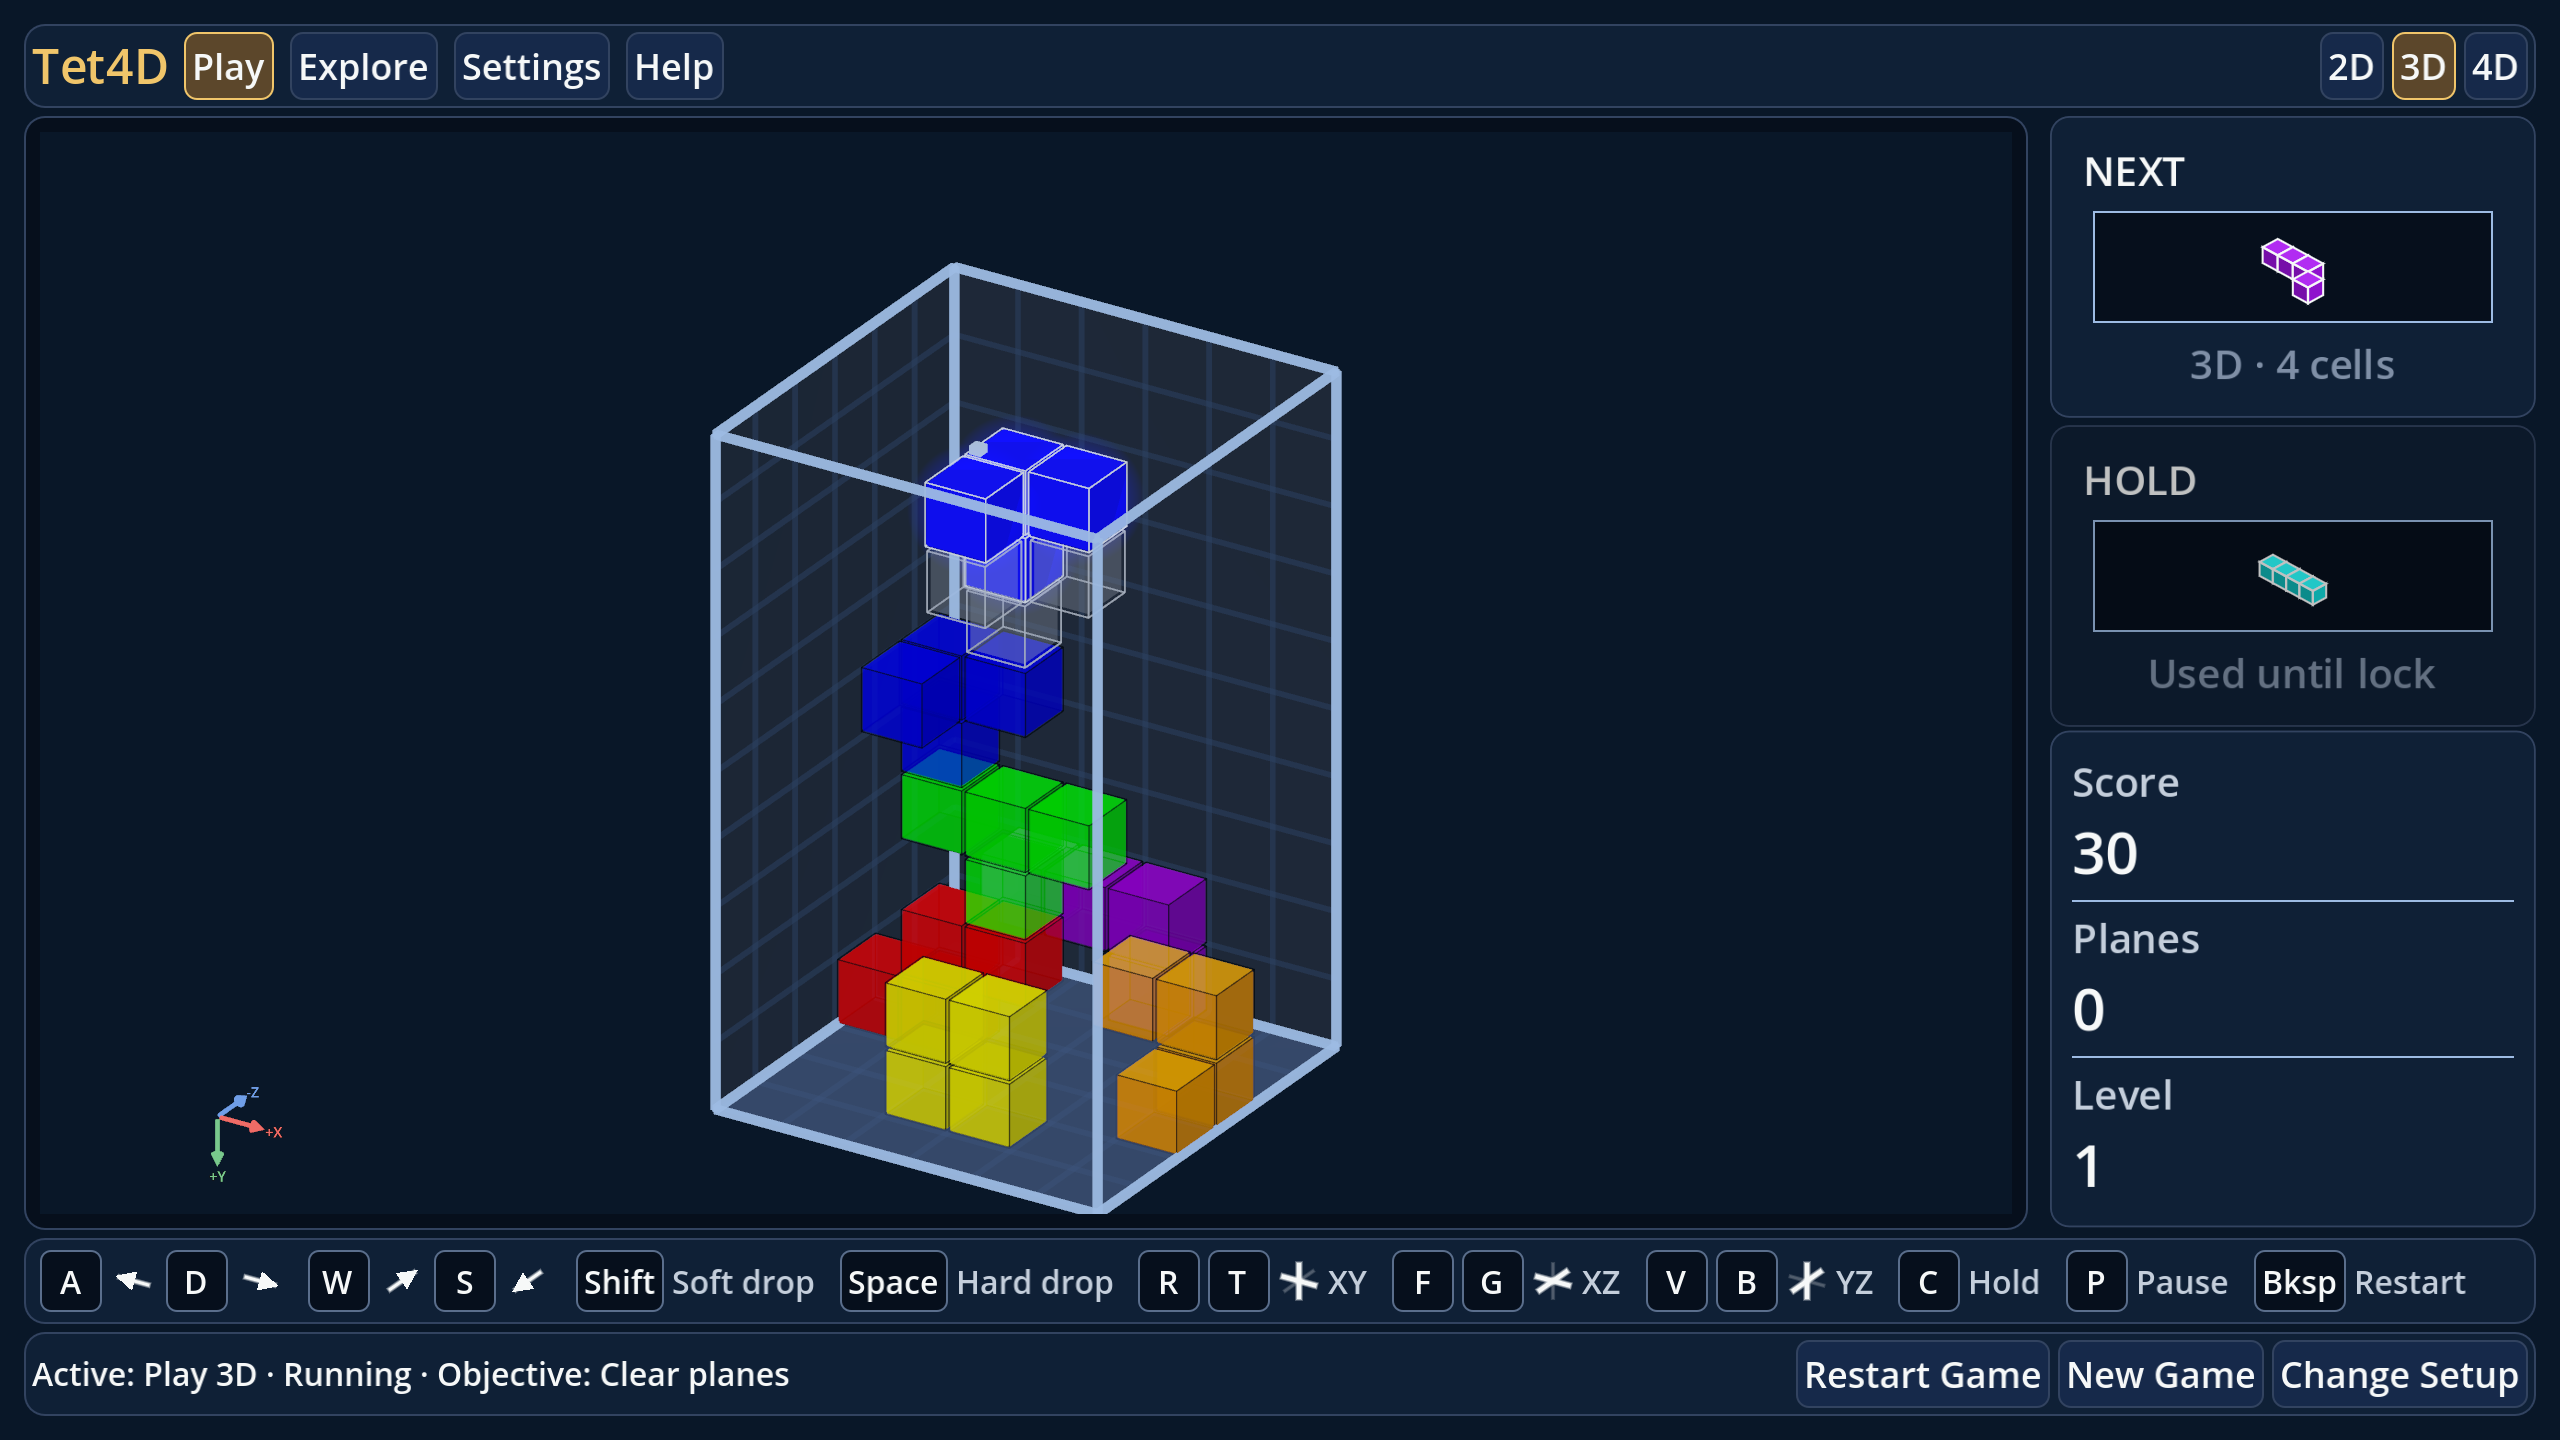 Tet4D Play Explore Settings Help 2D 3D 4D
NEXT
3D · 4 cells
HOLD
Used until lock
Score
30
Planes
0
Level
1
-Z
+X
+Y
A D W S Shift Soft drop Space Hard drop R T XY F G XZ V B YZ C Hold P Pause Bksp Restart
Active: Play 3D · Running · Objective: Clear planes Restart Game New Game Change Setup